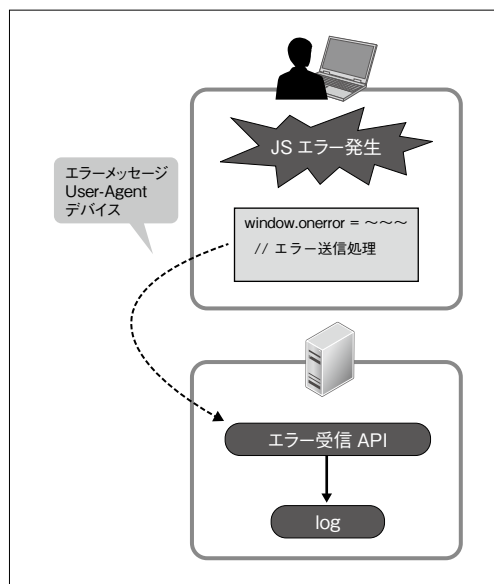 JS エラー発生
エラーメッセージ
User-Agent
デバイス
window.onerror = 〜〜〜
// エラー送信処理
エラー受信 API
log